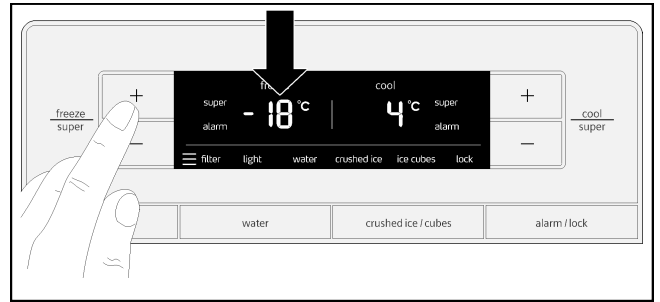 freeze
super
+
−
fre
super
alarm
- 18 °C
cool
4 °C
super
alarm
filter light water crushed ice ice cubes lock
+
−
cool
super
water
crushed ice / cubes
alarm / lock